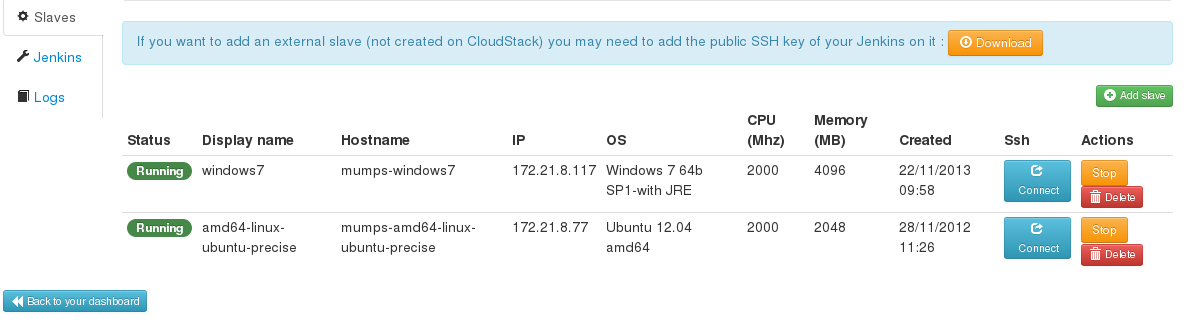 Slaves
If you want to add an external slave (not created on CloudStack) you may need to add the public SSH key of your Jenkins on it : Download
Jenkins
Logs
Add slave
Status Display name Hostname IP OS CPU (Mhz) Memory (MB) Created Ssh Actions
Running windows7 mumps-windows7 172.21.8.117 Windows 7 64b 2000 4096 22/11/2013 Connect Stop
SP1-with JRE 09:58 Delete
Running amd64-linux- mumps-amd64-linux- 172.21.8.77 Ubuntu 12.04 2000 2048 28/11/2012 Connect Stop
ubuntu-precise ubuntu-precise amd64 11:26 Delete
Back to your dashboard